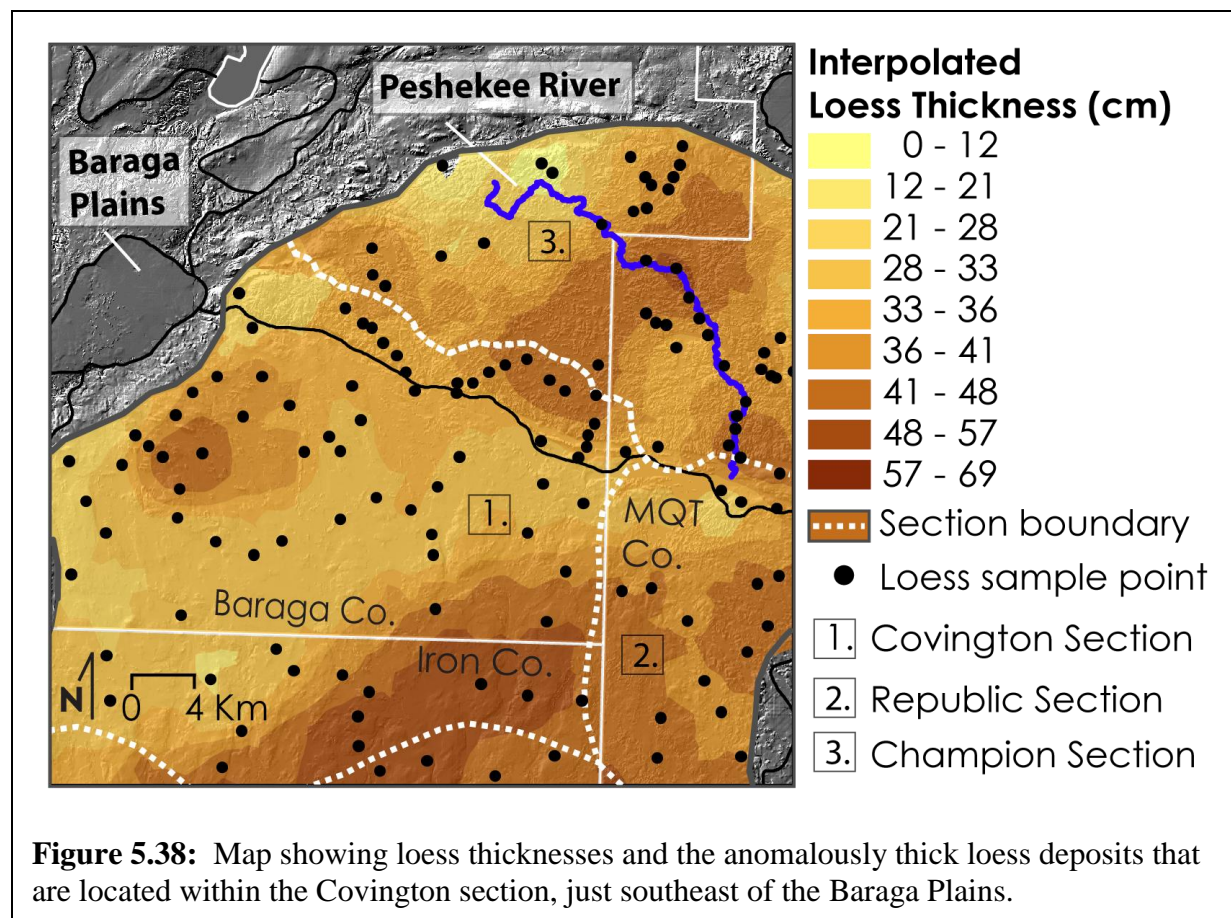 Peshekee River
Baraga
Plains
3.
1.
MQT
Co.
Baraga Co.
Iron Co.
2.
N
0 4 Km
Interpolated
Loess Thickness (cm)
0 - 12
12 - 21
21 - 28
28 - 33
33 - 36
36 - 41
41 - 48
48 - 57
57 - 69
Section boundary
Loess sample point
1. Covington Section
2. Republic Section
3. Champion Section
Figure 5.38: Map showing loess thicknesses and the anomalously thick loess deposits that
are located within the Covington section, just southeast of the Baraga Plains.